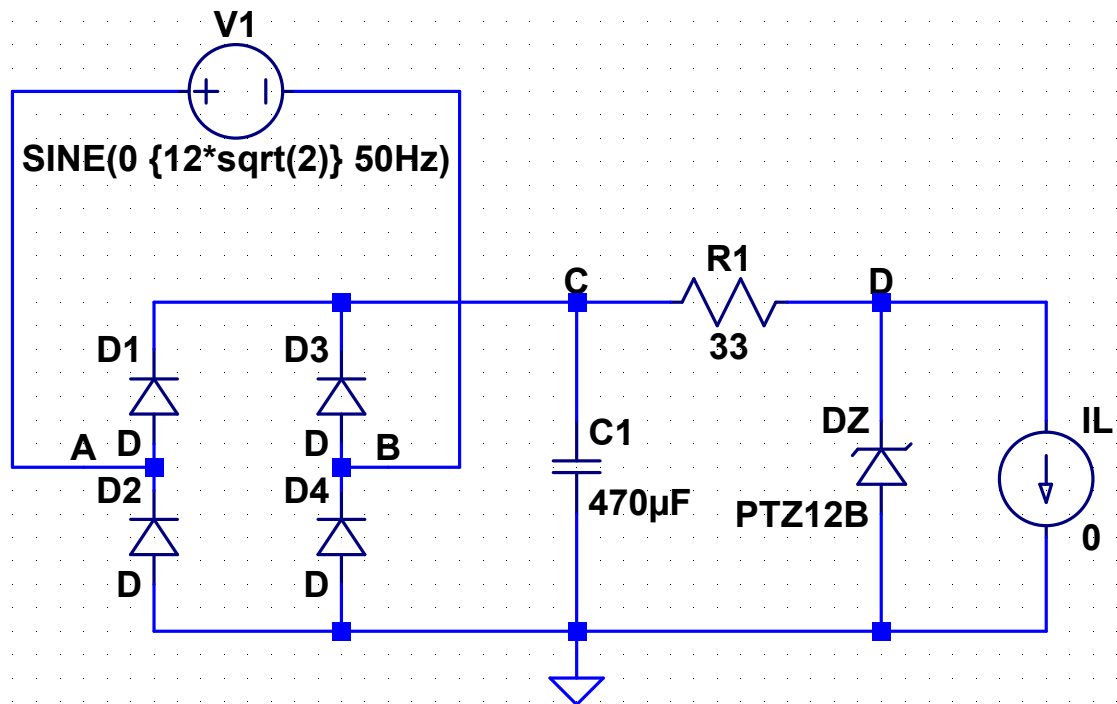 V1
+
SINE(0 {12*sqrt(2)} 50Hz)
C
R1
33
D
D1
D
D3
D
A
B
D2
D
D4
D
C1
470µF
DZ
PTZ12B
IL
0